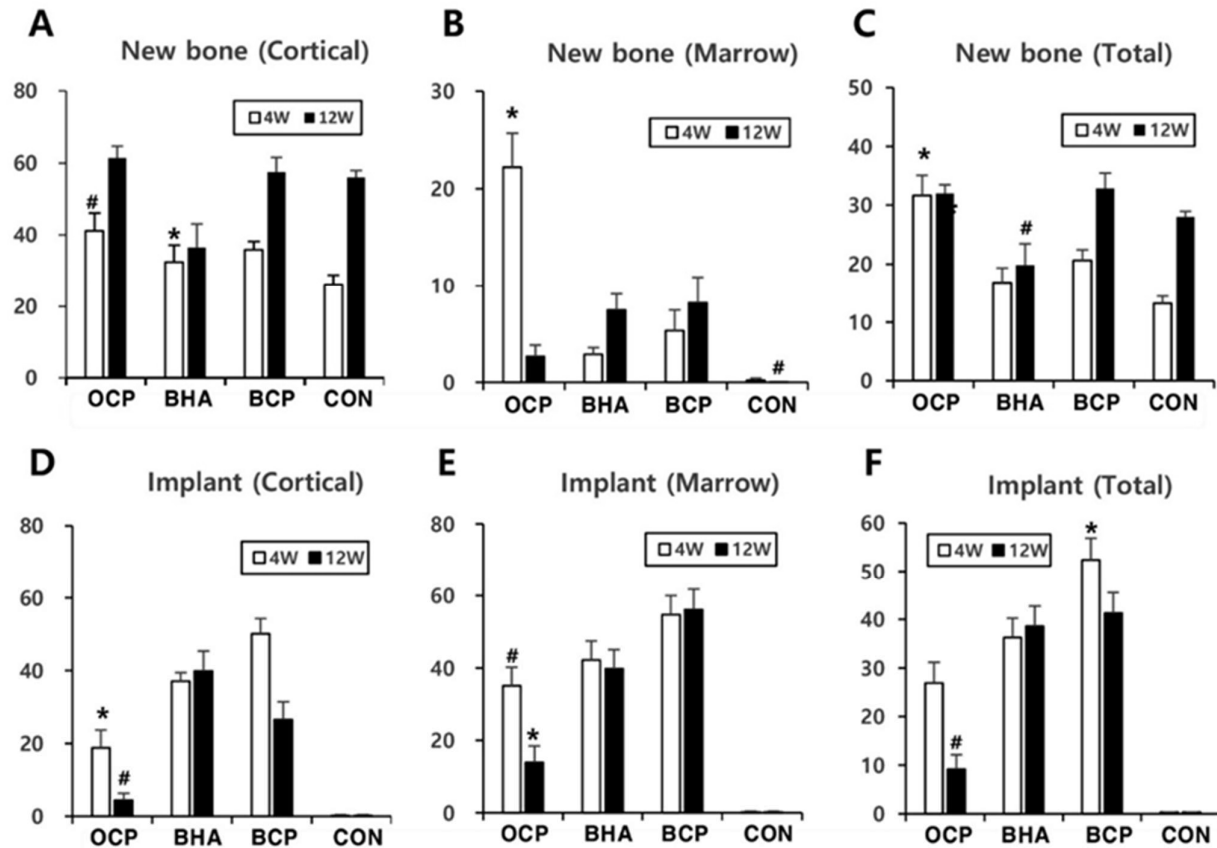 A
New bone (Cortical)
80
60
40
20
0
4W 12W
#
*
OCP BHA BCP CON
B
New bone (Marrow)
30
20
10
0
4W 12W
*
#
OCP BHA BCP CON
C
New bone (Total)
50
40
30
20
10
0
4W 12W
*
*
#
OCP BHA BCP CON
D
Implant (Cortical)
80
60
40
20
0
4W 12W
*
#
OCP BHA BCP CON
E
Implant (Marrow)
80
60
40
20
0
4W 12W
#
*
OCP BHA BCP CON
F
Implant (Total)
60
50
40
30
20
10
0
4W 12W
*
#
OCP BHA BCP CON